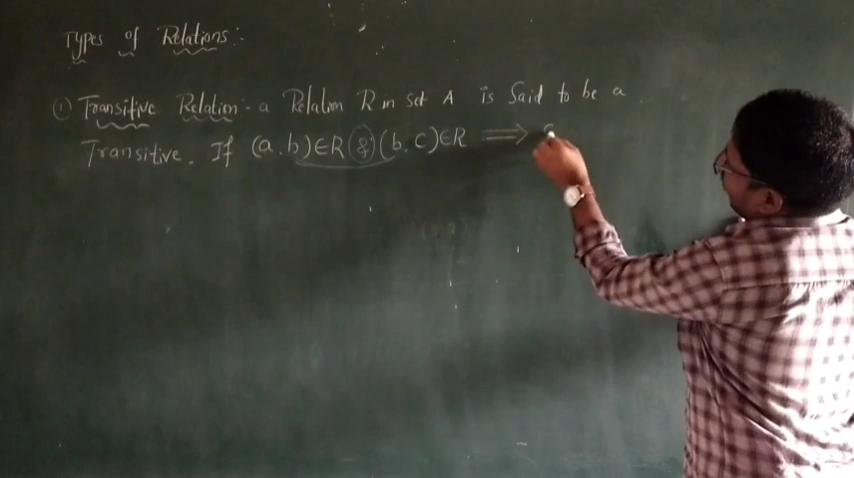 Types of Relations:-
① Transitive Relation:- a Relation R in set A is Said to be a
Transitive. If (a,b)∈R & (b,c)∈R ⟹